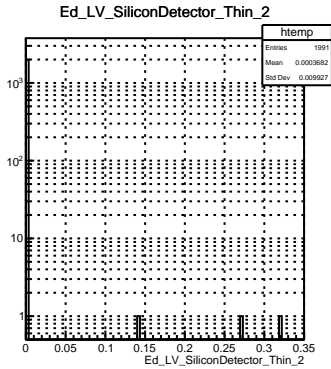 Ed_LV_SiliconDetector_Thin_2
htemp
Entries 1991
Mean 0.0003682
Std Dev 0.009927
10³
10²
10
1
0 0.05 0.1 0.15 0.2 0.25 0.3 0.35
Ed_LV_SiliconDetector_Thin_2